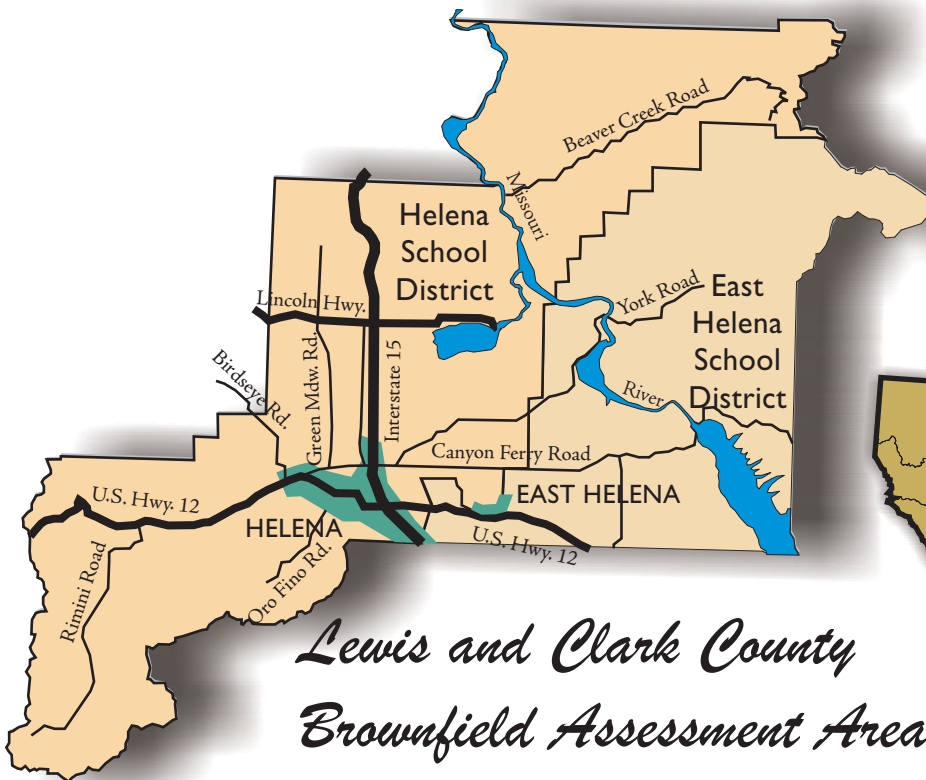 Beaver Creek Road
Missouri
Helena
School
District
York Road
East
Helena
School
District
Lincoln Hwy.
Green Mdw. Rd.
Interstate 15
Birdseye Rd.
River
Canyon Ferry Road
U.S. Hwy. 12
EAST HELENA
HELENA
U.S. Hwy. 12
Oro Fino Rd.
Rimini Road
Lewis and Clark County
Brownfield Assessment Area